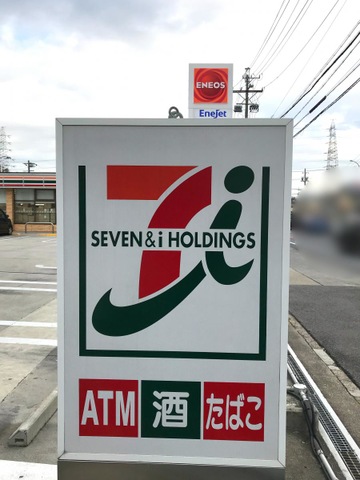 ENEOS
EneJet
SEVEN&i HOLDINGS
ATM 酒 たばこ